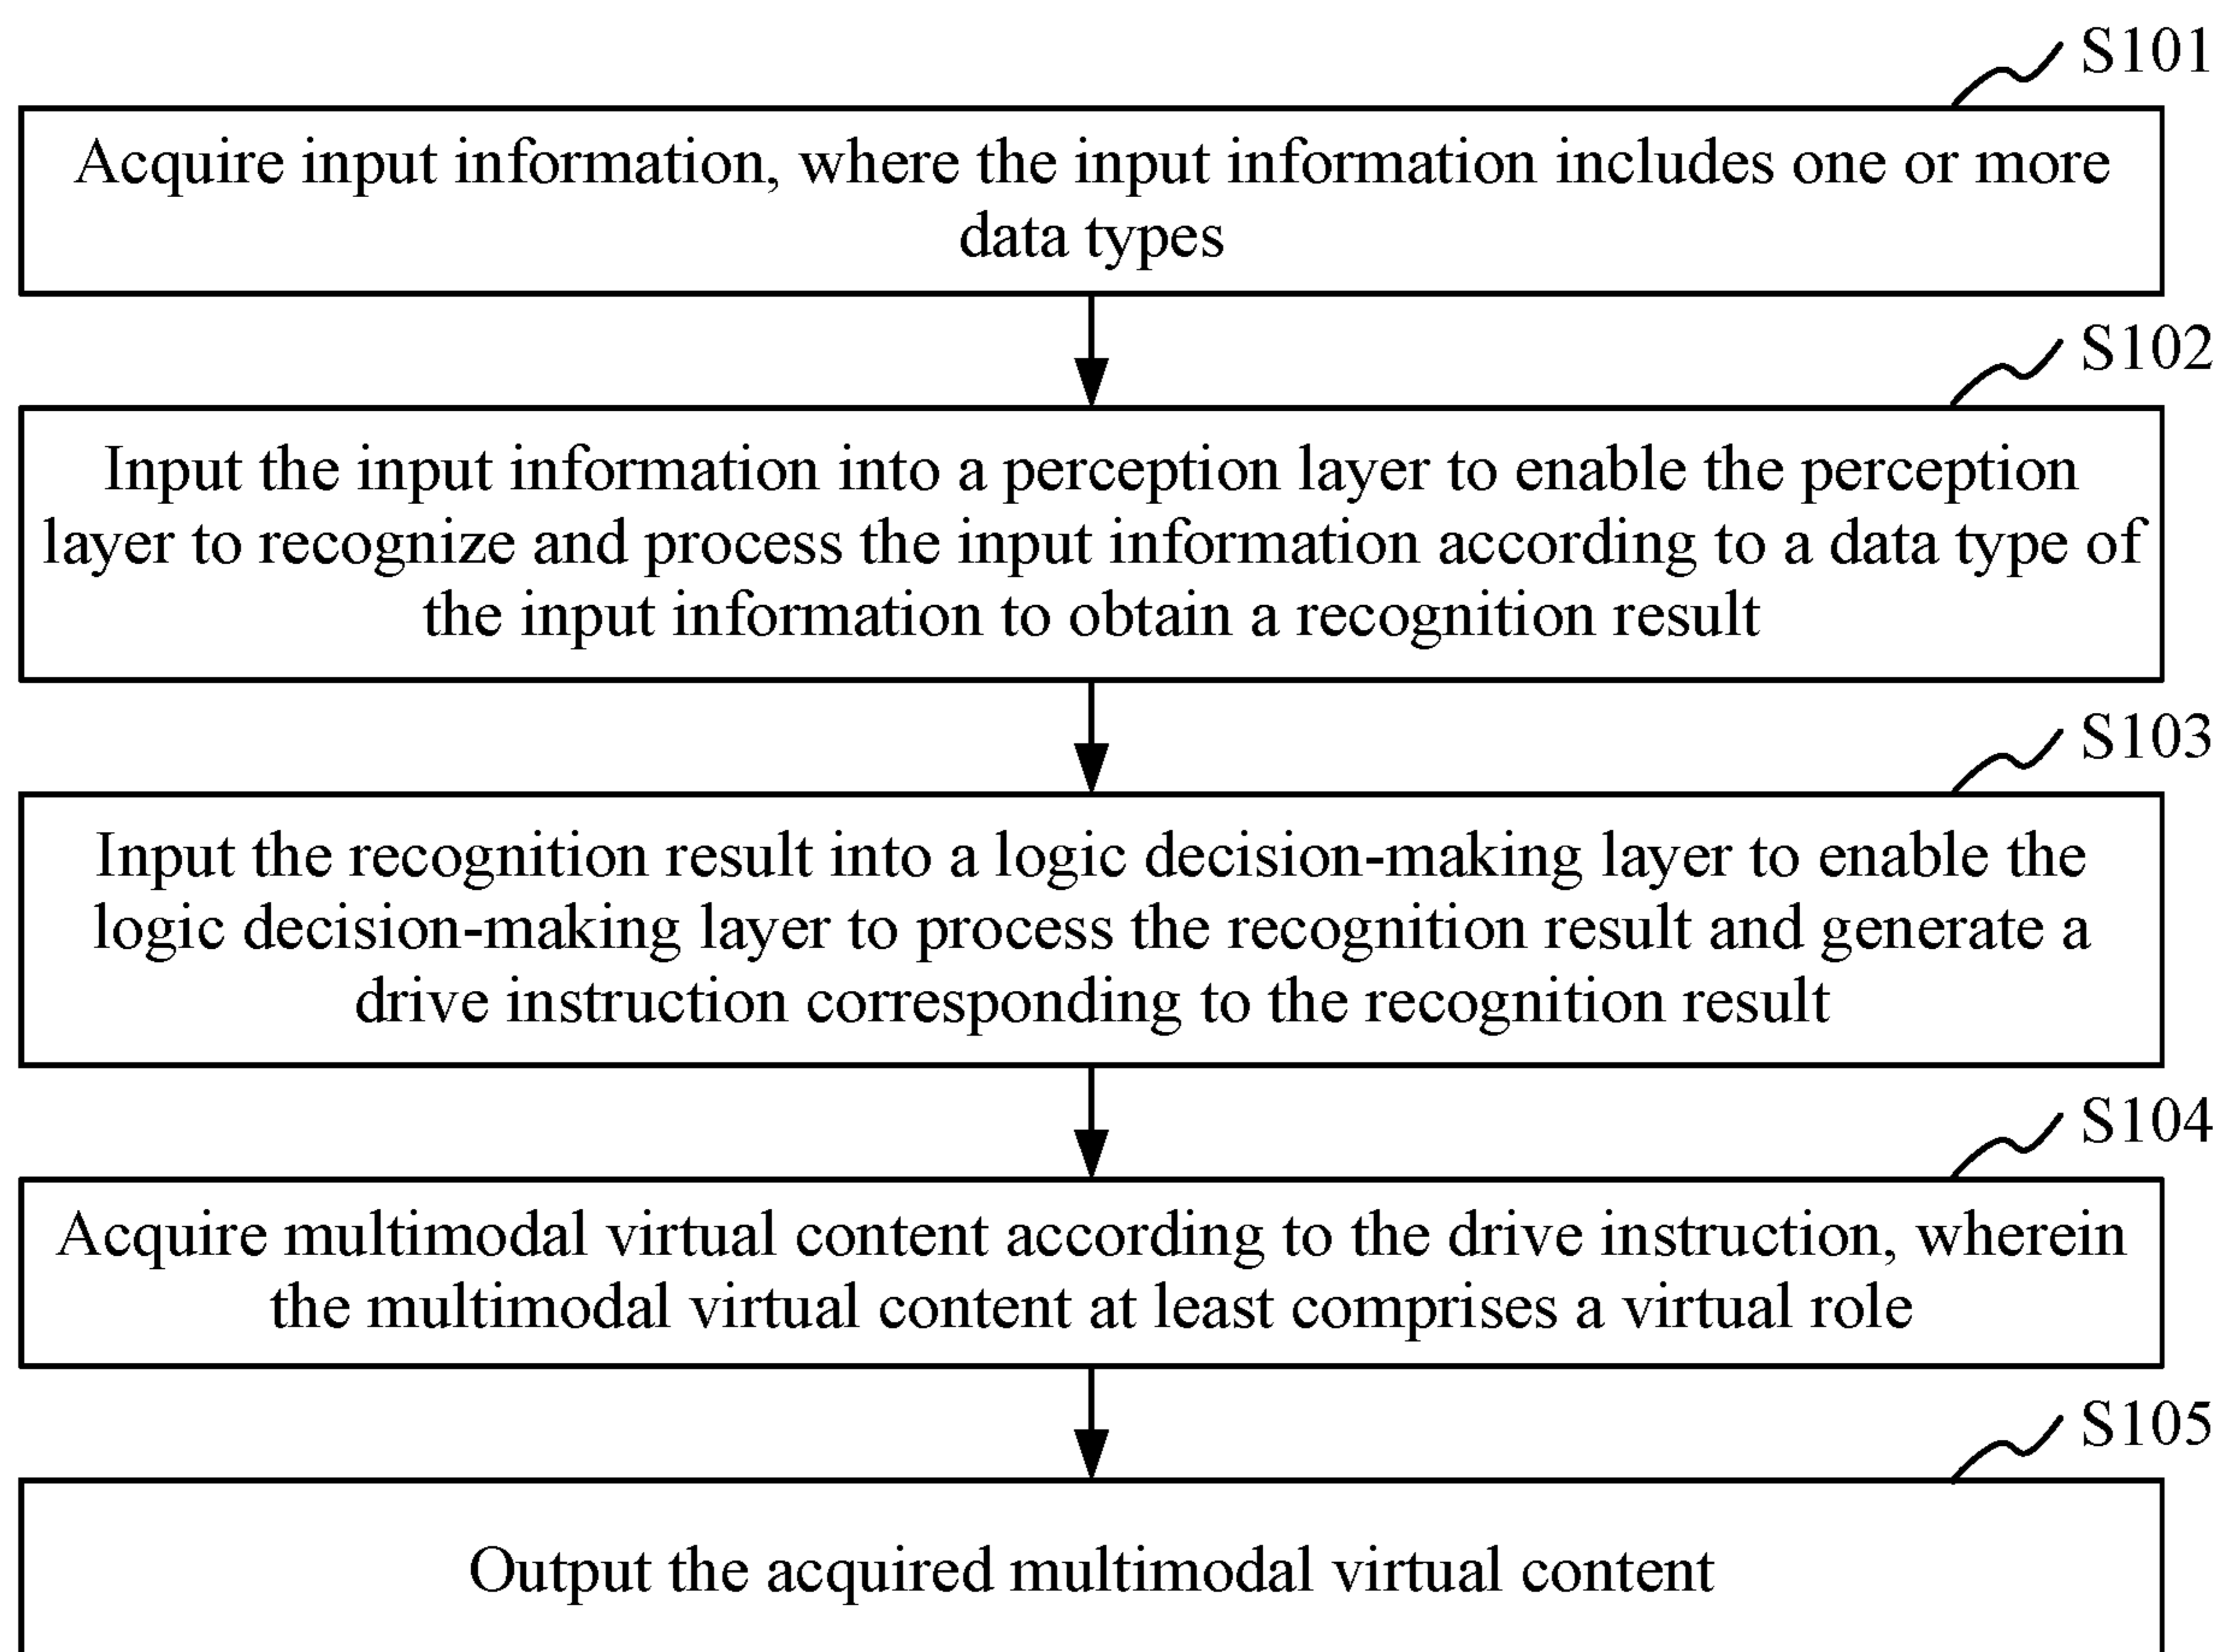 S101
Acquire input information, where the input information includes one or more
data types
S102
Input the input information into a perception layer to enable the perception
layer to recognize and process the input information according to a data type of
the input information to obtain a recognition result
S103
Input the recognition result into a logic decision-making layer to enable the
logic decision-making layer to process the recognition result and generate a
drive instruction corresponding to the recognition result
S104
Acquire multimodal virtual content according to the drive instruction, wherein
the multimodal virtual content at least comprises a virtual role
S105
Output the acquired multimodal virtual content